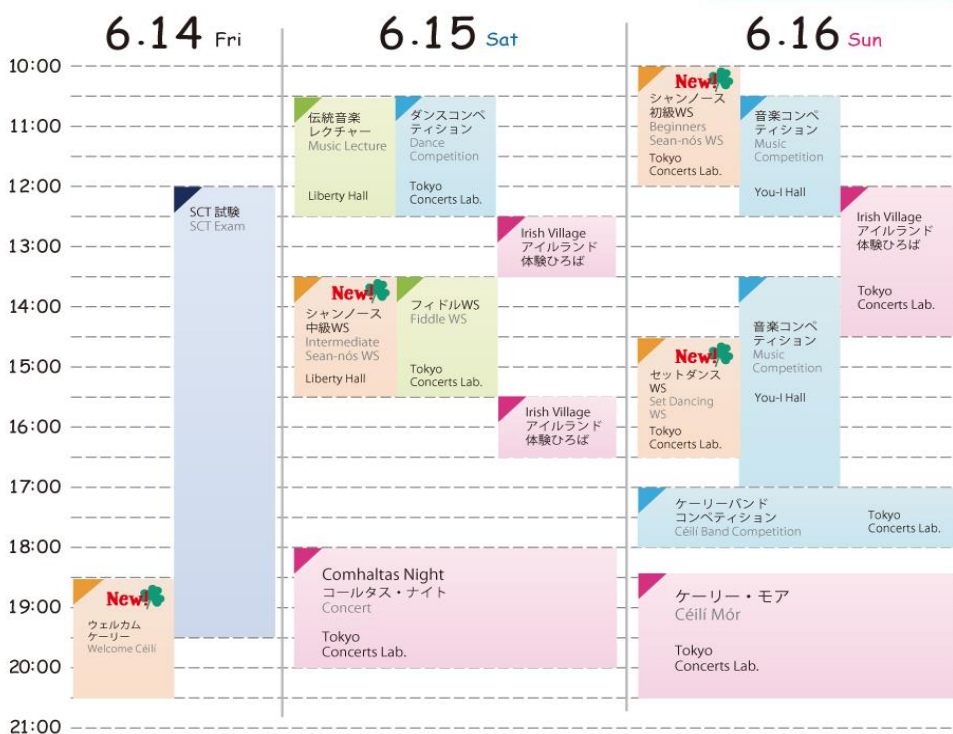 6.14 Fri
6.15 Sat
6.16 Sun
10:00
11:00
12:00
13:00
14:00
15:00
16:00
17:00
18:00
19:00
20:00
21:00
SCT 試験
SCT Exam
New!
ウェルカム
ケーリー
Welcome Céilí
伝統音楽
レクチャー
Music Lecture
Liberty Hall
ダンスコンペ
ティション
Dance
Competition
Tokyo
Concerts Lab.
Irish Village
アイルランド
体験ひろば
New!
シャンノース
中級WS
Intermediate
Sean-nós WS
Liberty Hall
フィドルWS
Fiddle WS
Tokyo
Concerts Lab.
Irish Village
アイルランド
体験ひろば
Comhaltas Night
コールタス・ナイト
Concert
Tokyo
Concerts Lab.
New!
シャンノース
初級WS
Beginners
Sean-nós WS
Tokyo
Concerts Lab.
音楽コンペ
ティション
Music
Competition
You-I Hall
Irish Village
アイルランド
体験ひろば
Tokyo
Concerts Lab.
New!
セットダンス
WS
Set Dancing
WS
Tokyo
Concerts Lab.
音楽コンペ
ティション
Music
Competition
You-I Hall
ケーリーバンド
コンペティション
Céilí Band Competition
Tokyo
Concerts Lab.
ケーリー・モア
Céilí Mór
Tokyo
Concerts Lab.